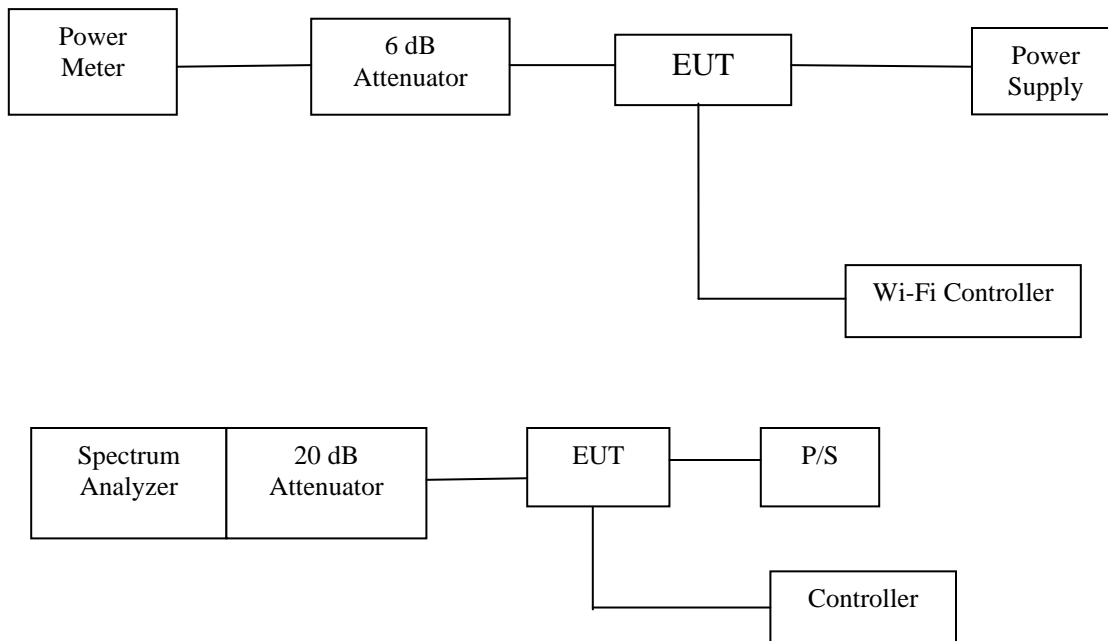 Power
Meter
6 dB
Attenuator
EUT
Power
Supply
Wi-Fi Controller
Spectrum
Analyzer
20 dB
Attenuator
EUT
P/S
Controller